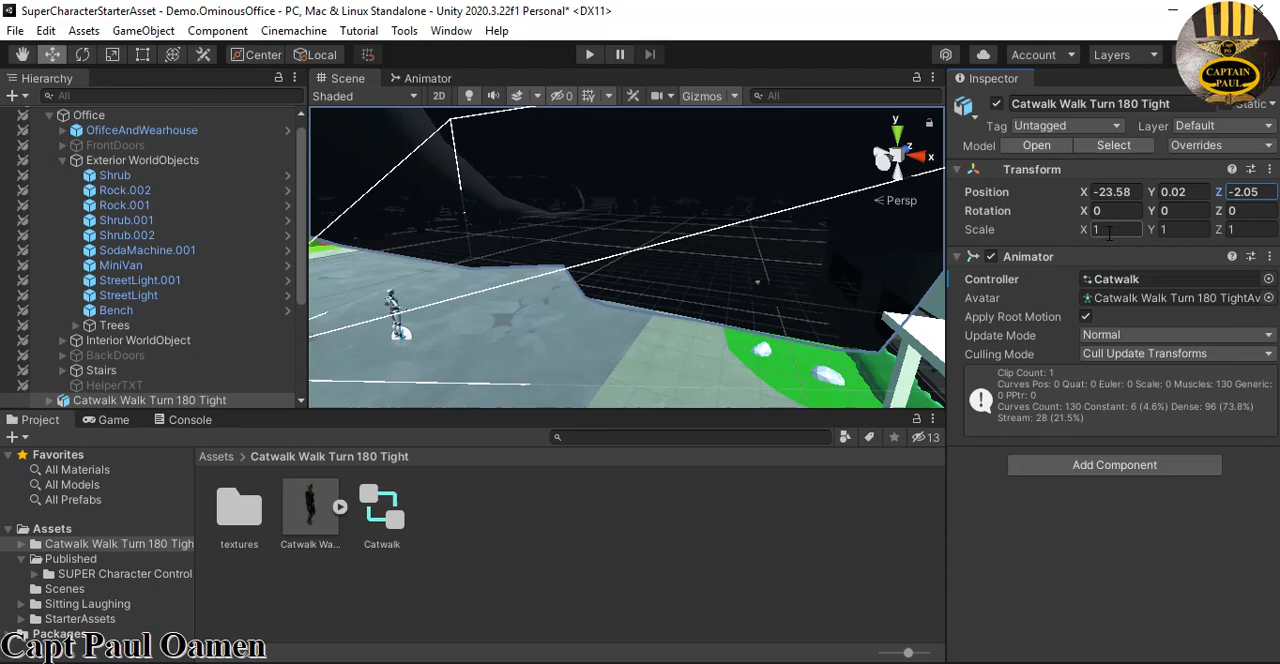 SuperCharacterStarterAsset - Demo.OminousOffice - PC, Mac & Linux Standalone - Unity 2020.3.22f1 Personal* <DX11>
File Edit Assets GameObject Component Cinemachine Tutorial Tools Window Help
Center Local Account Layers
CAPTAIN PAUL
Hierarchy Scene Animator Inspector
All Shaded 2D 0 Gizmos All Catwalk Walk Turn 180 Tight Static
Office Tag Untagged Layer Default
OfifceAndWearhouse
FrontDoors Model Open Select Overrides
Exterior WorldObjects y z x Transform
Shrub
Rock.002 < Persp Position X -23.58 Y 0.02 Z -2.05
Rock.001 Rotation X 0 Y 0 Z 0
Shrub.001 Scale X 1 Y 1 Z 1
Shrub.002
SodaMachine.001 Animator
MiniVan
StreetLight.001 Controller Catwalk
StreetLight Avatar Catwalk Walk Turn 180 TightAv
Bench Apply Root Motion
Trees Update Mode Normal
Interior WorldObject
BackDoors Culling Mode Cull Update Transforms
Stairs Clip Count: 1
HelperTXT Curves Pos: 0 Quat: 0 Euler: 0 Scale: 0 Muscles: 130 Generic:
0 PPtr: 0
Catwalk Walk Turn 180 Tight Curves Count: 130 Constant: 6 (4.6%) Dense: 96 (73.8%)
Stream: 28 (21.5%)
Project Game Console
13
Add Component
Favorites Assets > Catwalk Walk Turn 180 Tight
All Materials
All Models
All Prefabs
Assets textures Catwalk Wa... Catwalk
Catwalk Walk Turn 180 Tigh
Published
SUPER Character Control
Scenes
Sitting Laughing
StarterAssets
Packages
Capt Paul Oamen